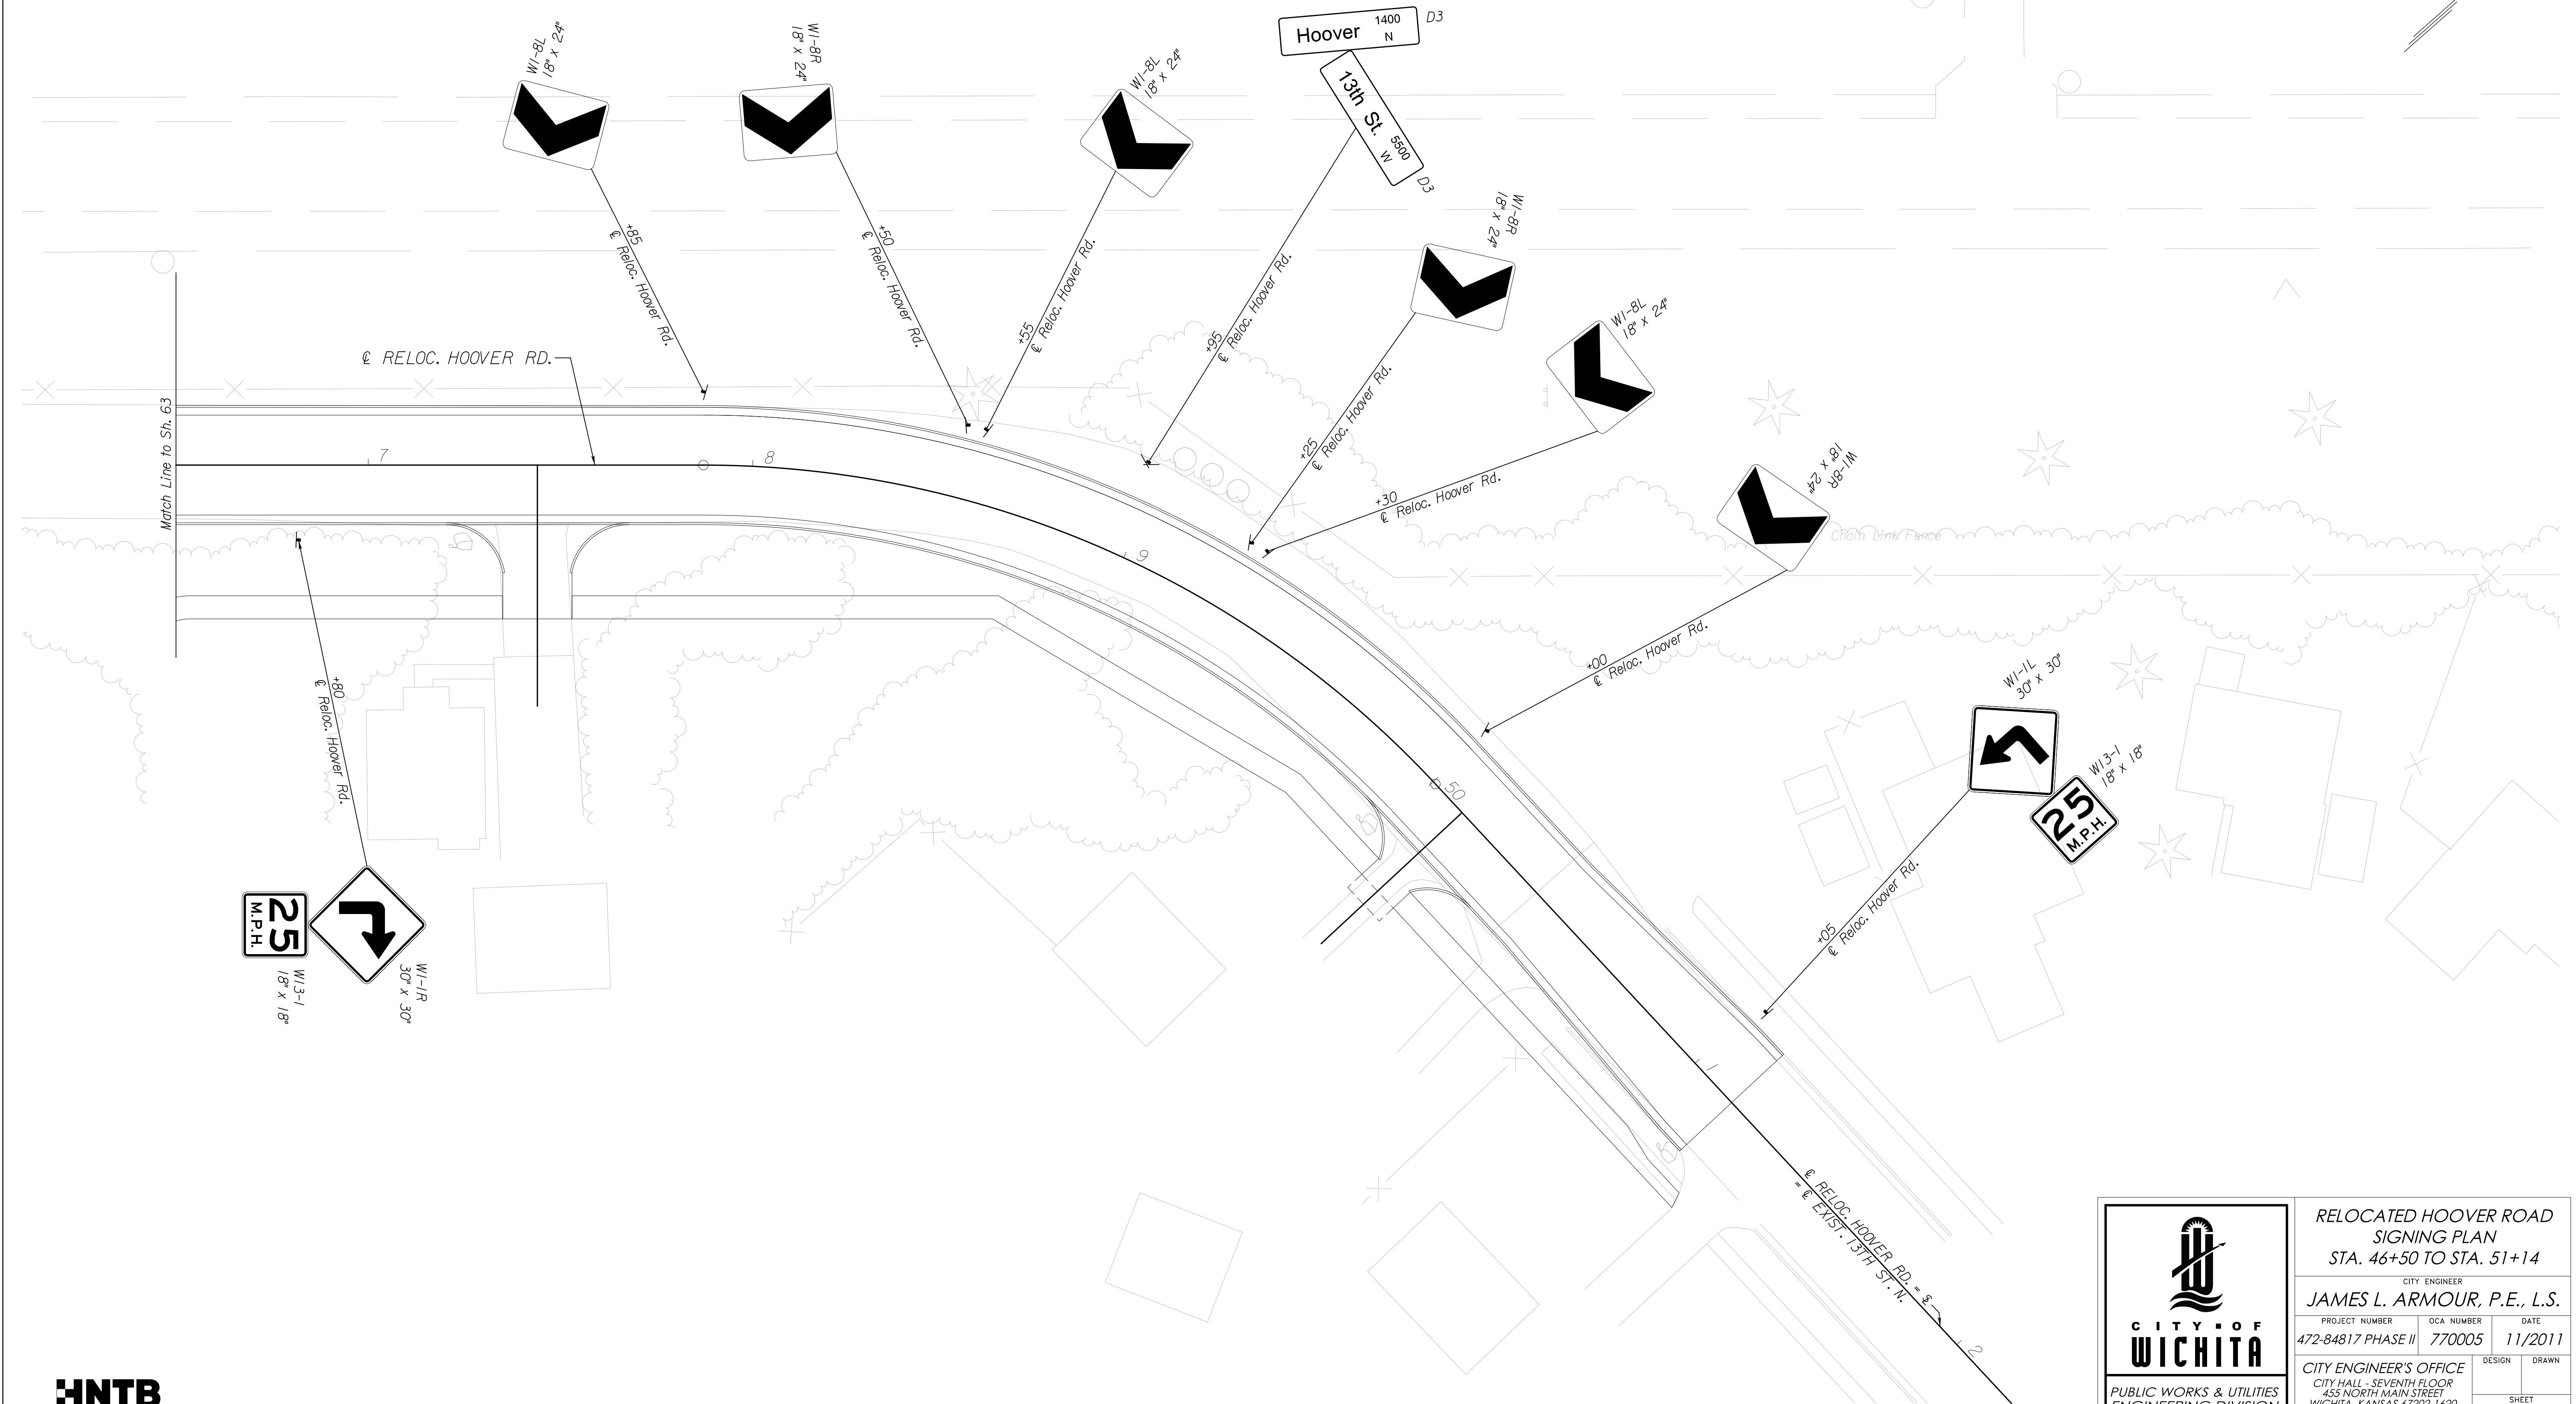 W1-8L
18" x 24"
W1-8R
18" x 24"
W1-8L
18" x 24"
Hoover 1400 N
D3
13th St. 5500 W
D3
W1-8R
18" x 24"
W1-8L
18" x 24"
W1-8R
18" x 24"
+85
℄ Reloc. Hoover Rd.
+50
℄ Reloc. Hoover Rd.
+55
℄ Reloc. Hoover Rd.
+95
℄ Reloc. Hoover Rd.
+25
℄ Reloc. Hoover Rd.
+30
℄ Reloc. Hoover Rd.
+00
℄ Reloc. Hoover Rd.
℄ RELOC. HOOVER RD.
Match Line to Sh. 63
7
8
9
50
1
2
Chain Link Fence
W1-1L
30" x 30"
W13-1
18" x 18"
25
M.P.H.
+05
℄ Reloc. Hoover Rd.
+80
℄ Reloc. Hoover Rd.
25
M.P.H.
W13-1
18" x 18"
W1-1R
30" x 30"
℄ RELOC. HOOVER RD. = ℄
= ℄ EXIST. 13TH ST. N.
HNTB
CITY OF
WICHITA
PUBLIC WORKS & UTILITIES
ENGINEERING DIVISION
RELOCATED HOOVER ROAD
SIGNING PLAN
STA. 46+50 TO STA. 51+14
CITY ENGINEER
JAMES L. ARMOUR, P.E., L.S.
PROJECT NUMBER OCA NUMBER DATE
472-84817 PHASE II 770005 11/2011
CITY ENGINEER'S OFFICE DESIGN DRAWN
CITY HALL - SEVENTH FLOOR
455 NORTH MAIN STREET
SHEET
WICHITA, KANSAS 67202-1620